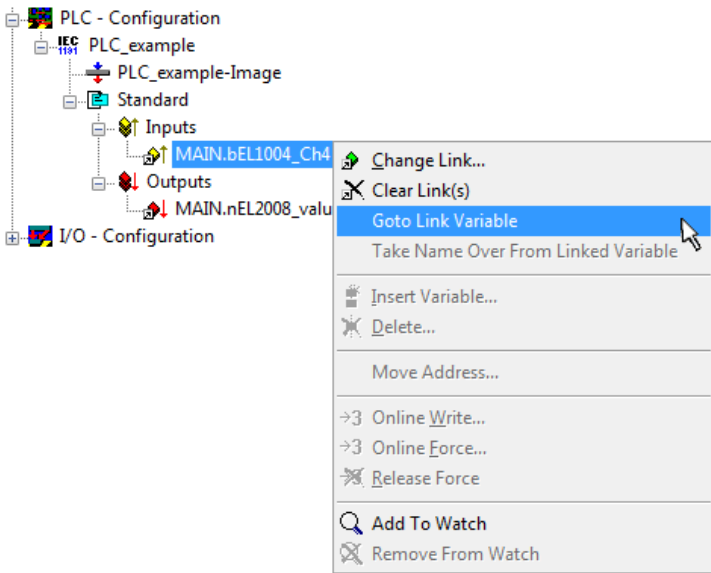 PLC - Configuration
IEC
1131
PLC_example
PLC_example-Image
Standard
Inputs
MAIN.bEL1004_Ch4
Outputs
MAIN.nEL2008_valu
I/O - Configuration
Change Link...
Clear Link(s)
Goto Link Variable
Take Name Over From Linked Variable
Insert Variable...
Delete...
Move Address...
→3 Online Write...
→3 Online Force...
Release Force
Add To Watch
Remove From Watch